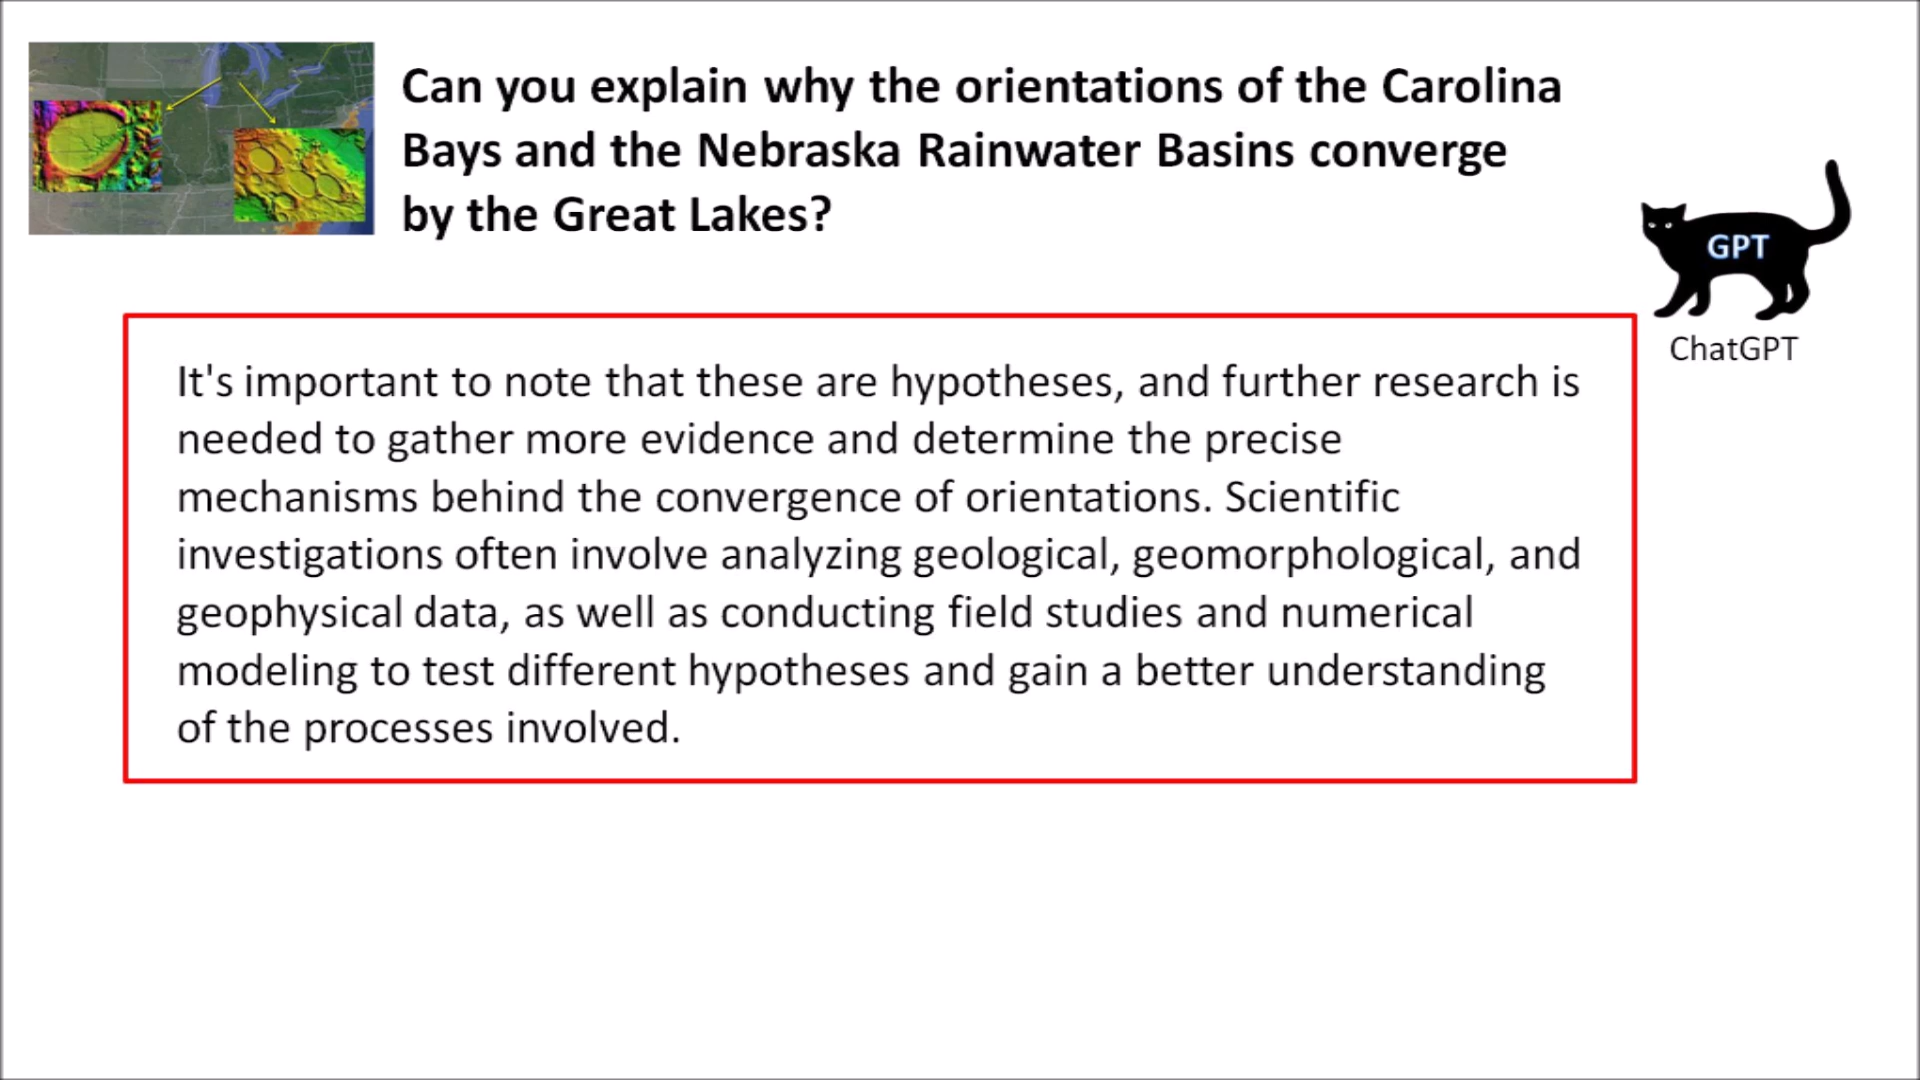 Can you explain why the orientations of the Carolina
Bays and the Nebraska Rainwater Basins converge
by the Great Lakes?
GPT
ChatGPT
It's important to note that these are hypotheses, and further research is
needed to gather more evidence and determine the precise
mechanisms behind the convergence of orientations. Scientific
investigations often involve analyzing geological, geomorphological, and
geophysical data, as well as conducting field studies and numerical
modeling to test different hypotheses and gain a better understanding
of the processes involved.